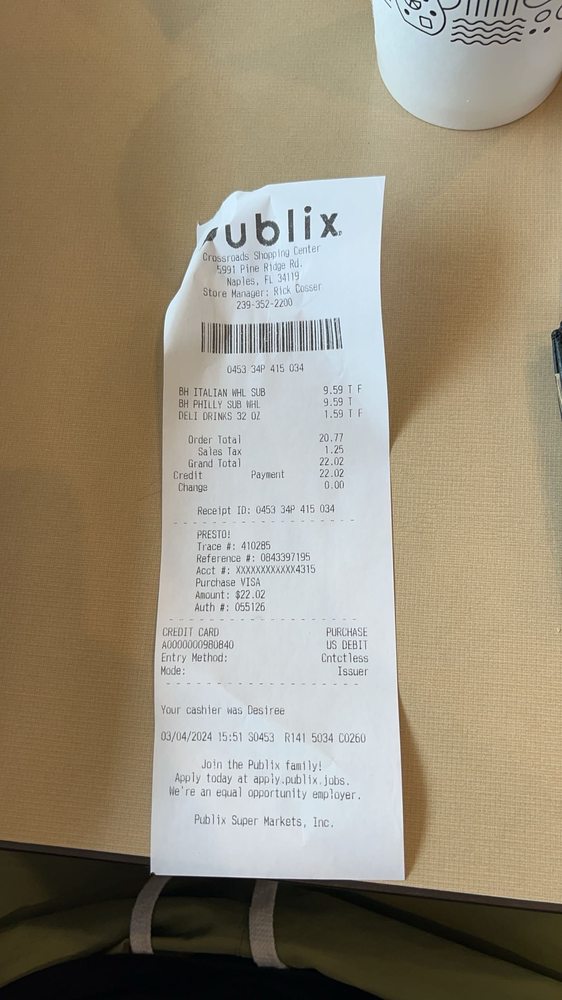 Publix
Crossroads Shopping Center
5991 Pine Ridge Rd.
Naples, FL 34119
Store Manager: Rick Cosser
239-352-2200
0453 34P 415 034
BH ITALIAN WHL SUB 9.59 T F
BH PHILLY SUB WHL 9.59 T
DELI DRINKS 32 OZ 1.59 T F
Order Total 20.77
Sales Tax 1.25
Grand Total 22.02
Credit Payment 22.02
Change 0.00
Receipt ID: 0453 34P 415 034
PRESTO!
Trace #: 410285
Reference #: 0843397195
Acct #: XXXXXXXXXXXX4315
Purchase VISA
Amount: $22.02
Auth #: 055126
CREDIT CARD PURCHASE
A0000000980840 US DEBIT
Entry Method: Cntctless
Mode: Issuer
Your cashier was Desiree
03/04/2024 15:51 S0453 R141 5034 C0260
Join the Publix family!
Apply today at apply.publix.jobs.
We're an equal opportunity employer.
Publix Super Markets, Inc.